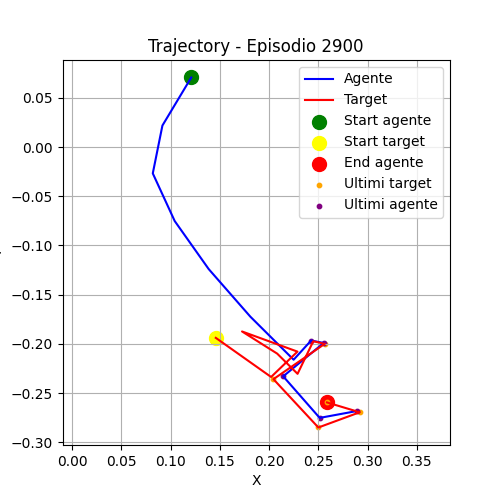 Trajectory - Episodio 2900
Agente
Target
Start agente
Start target
End agente
Ultimi target
Ultimi agente
0.05
0.00
−0.05
−0.10
−0.15
−0.20
−0.25
−0.30
0.00 0.05 0.10 0.15 0.20 0.25 0.30 0.35
X